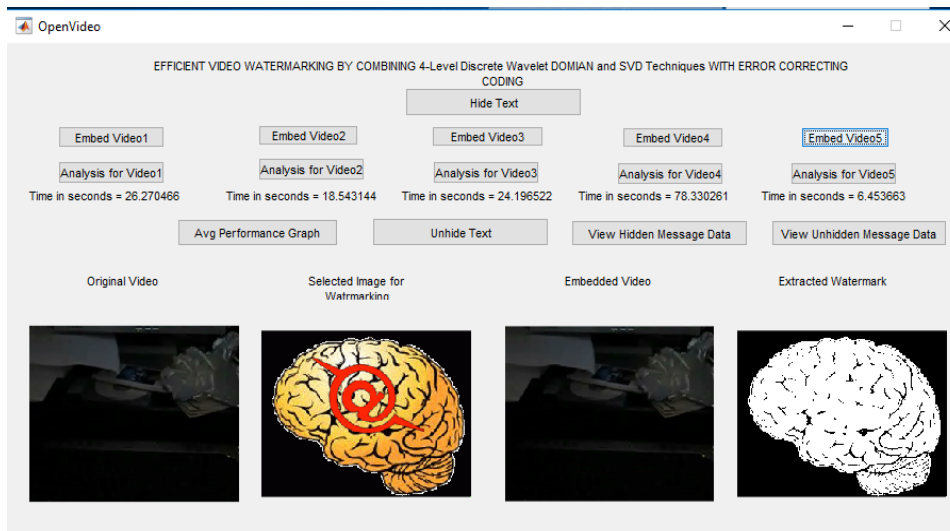 OpenVideo
EFFICIENT VIDEO WATERMARKING BY COMBINING 4-Level Discrete Wavelet DOMIAN and SVD Techniques WITH ERROR CORRECTING
CODING
Hide Text
Embed Video1
Embed Video2
Embed Video3
Embed Video4
Embed Video5
Analysis for Video1
Analysis for Video2
Analysis for Video3
Analysis for Video4
Analysis for Video5
Time in seconds = 26.270466
Time in seconds = 18.543144
Time in seconds = 24.196522
Time in seconds = 78.330261
Time in seconds = 6.453663
Avg Performance Graph
Unhide Text
View Hidden Message Data
View Unhidden Message Data
Original Video
Selected Image for
Watrmarking
Embedded Video
Extracted Watermark